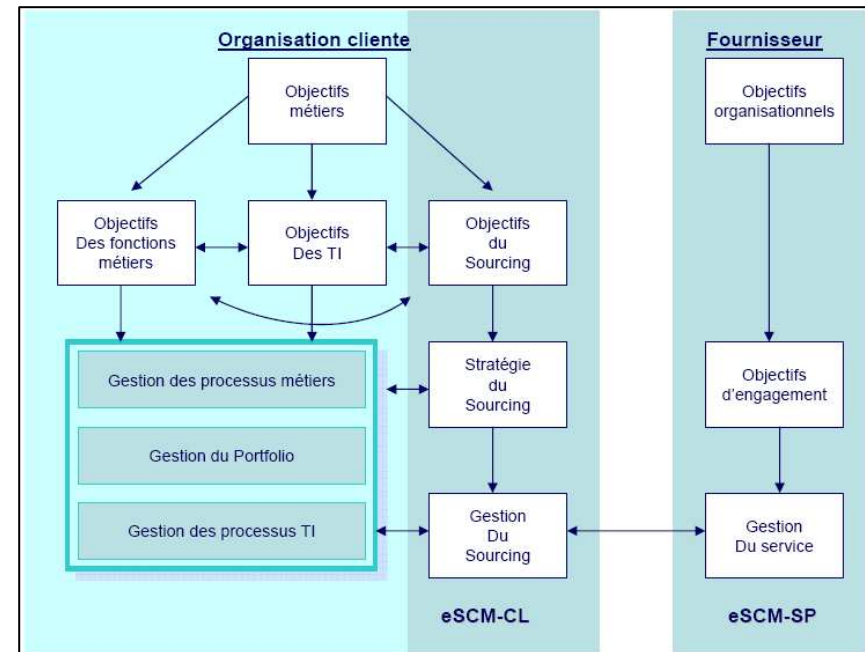 Organisation cliente
Fournisseur
Objectifs
métiers
Objectifs
organisationnels
Objectifs
Des fonctions
métiers
Objectifs
Des TI
Objectifs
du
Sourcing
Gestion des processus métiers
Gestion du Portfolio
Gestion des processus TI
Stratégie
du
Sourcing
Objectifs
d'engagement
Gestion
Du
Sourcing
Gestion
Du service
eSCM-CL
eSCM-SP